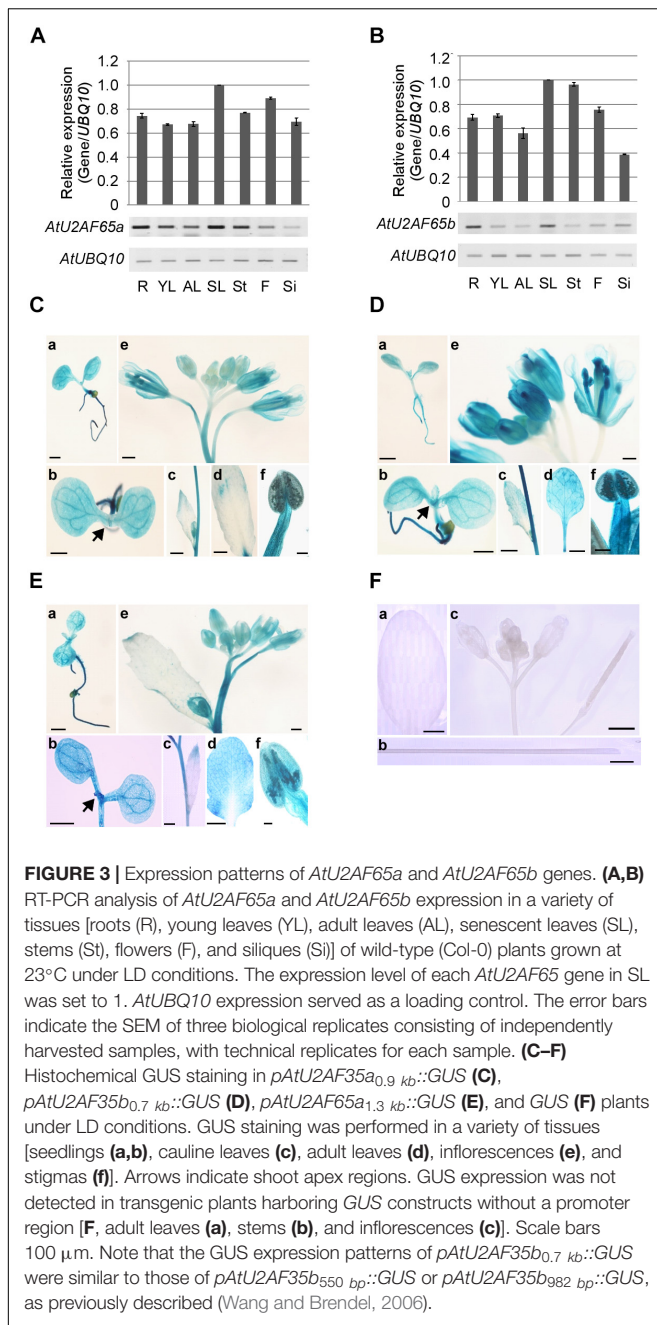 A
B
Relative expression
(Gene/UBQ10)
1.2
1.0
0.8
0.6
0.4
0.2
0
Relative expression
(Gene/UBQ10)
1.2
1.0
0.8
0.6
0.4
0.2
0
AtU2AF65a
AtUBQ10
R YL AL SL St F Si
AtU2AF65b
AtUBQ10
R YL AL SL St F Si
C
a
e
b
c
d
f
D
a
e
b
c
d
f
E
a
e
b
c
d
f
F
a
c
b
FIGURE 3 | Expression patterns of AtU2AF65a and AtU2AF65b genes. (A,B)
RT-PCR analysis of AtU2AF65a and AtU2AF65b expression in a variety of
tissues [roots (R), young leaves (YL), adult leaves (AL), senescent leaves (SL),
stems (St), flowers (F), and siliques (Si)] of wild-type (Col-0) plants grown at
23°C under LD conditions. The expression level of each AtU2AF65 gene in SL
was set to 1. AtUBQ10 expression served as a loading control. The error bars
indicate the SEM of three biological replicates consisting of independently
harvested samples, with technical replicates for each sample. (C–F)
Histochemical GUS staining in pAtU2AF35a0.9 kb::GUS (C),
pAtU2AF35b0.7 kb::GUS (D), pAtU2AF65a1.3 kb::GUS (E), and GUS (F) plants
under LD conditions. GUS staining was performed in a variety of tissues
[seedlings (a,b), cauline leaves (c), adult leaves (d), inflorescences (e), and
stigmas (f)]. Arrows indicate shoot apex regions. GUS expression was not
detected in transgenic plants harboring GUS constructs without a promoter
region [F, adult leaves (a), stems (b), and inflorescences (c)]. Scale bars
100 μm. Note that the GUS expression patterns of pAtU2AF35b0.7 kb::GUS
were similar to those of pAtU2AF35b550 bp::GUS or pAtU2AF35b982 bp::GUS,
as previously described (Wang and Brendel, 2006).